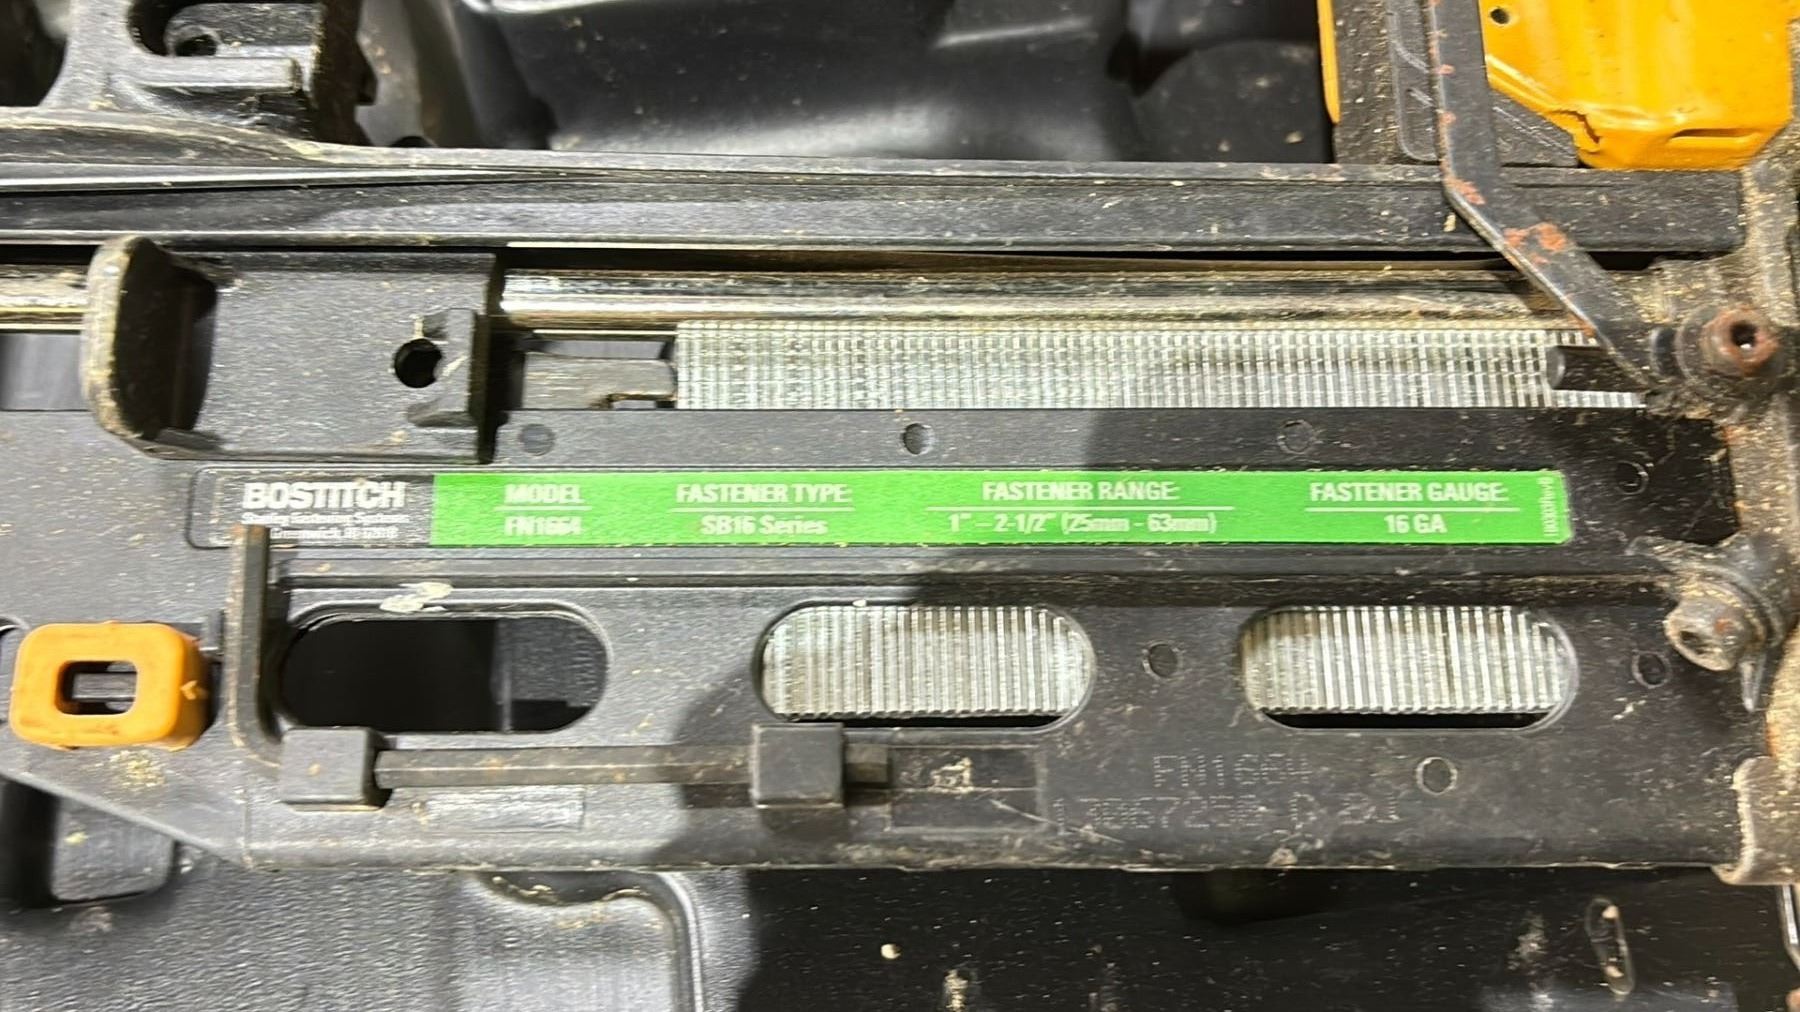 BOSTITCH
MODEL
FN1664
FASTENER TYPE:
SB16 Series
FASTENER RANGE:
1" - 2-1/2" (25mm - 63mm)
FASTENER GAUGE:
16 GA
FN1664